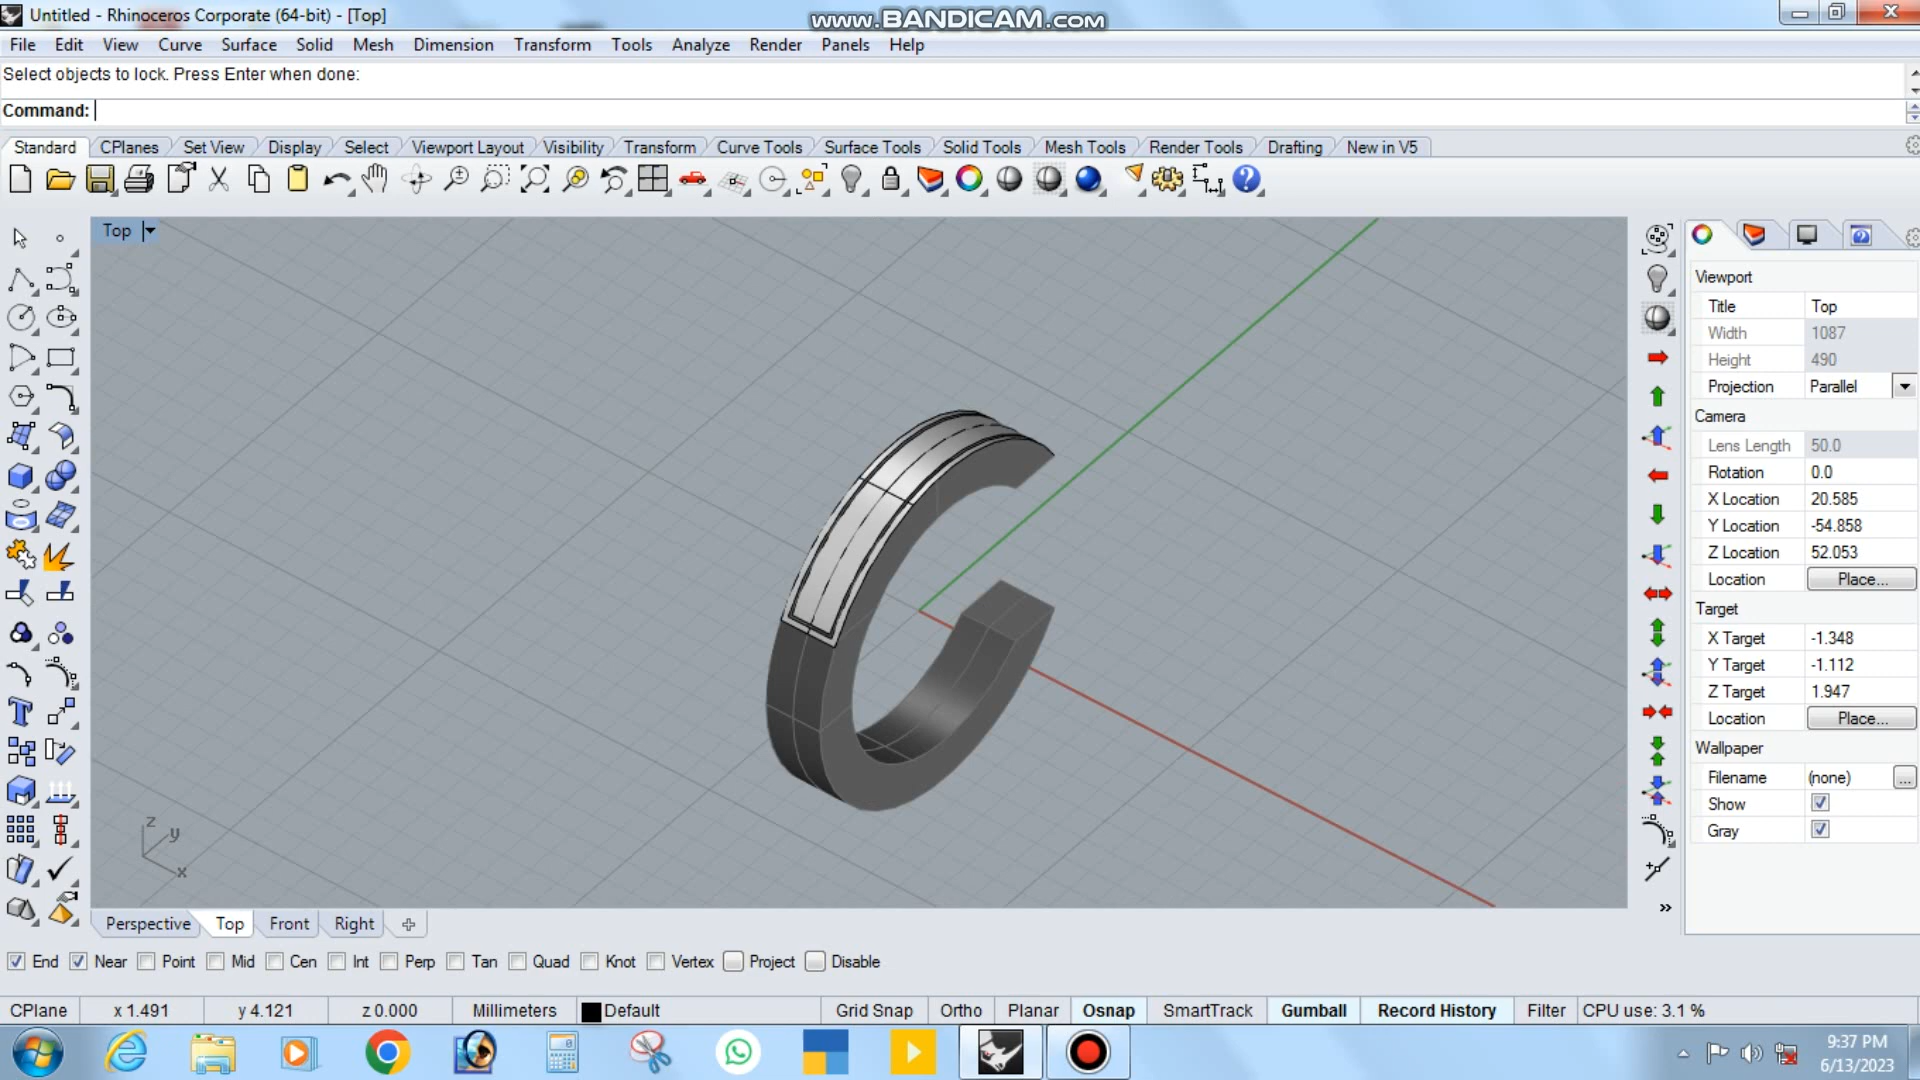 Untitled - Rhinoceros Corporate (64-bit) - [Top]
www.BANDICAM.com
File Edit View Curve Surface Solid Mesh Dimension Transform Tools Analyze Render Panels Help
Select objects to lock. Press Enter when done:
Command:
Standard CPlanes Set View Display Select Viewport Layout Visibility Transform Curve Tools Surface Tools Solid Tools Mesh Tools Render Tools Drafting New in V5
Top
Viewport
Title Top
Width 1087
Height 490
Projection Parallel
Camera
Lens Length 50.0
Rotation 0.0
X Location 20.585
Y Location -54.858
Z Location 52.053
Location Place...
Target
X Target -1.348
Y Target -1.112
Z Target 1.947
Location Place...
Wallpaper
Filename (none) ...
Show
Gray
z
y
x
Perspective Top Front Right
End Near Point Mid Cen Int Perp Tan Quad Knot Vertex Project Disable
CPlane x 1.491 y 4.121 z 0.000 Millimeters Default Grid Snap Ortho Planar Osnap SmartTrack Gumball Record History Filter CPU use: 3.1 %
9:37 PM
6/13/2023